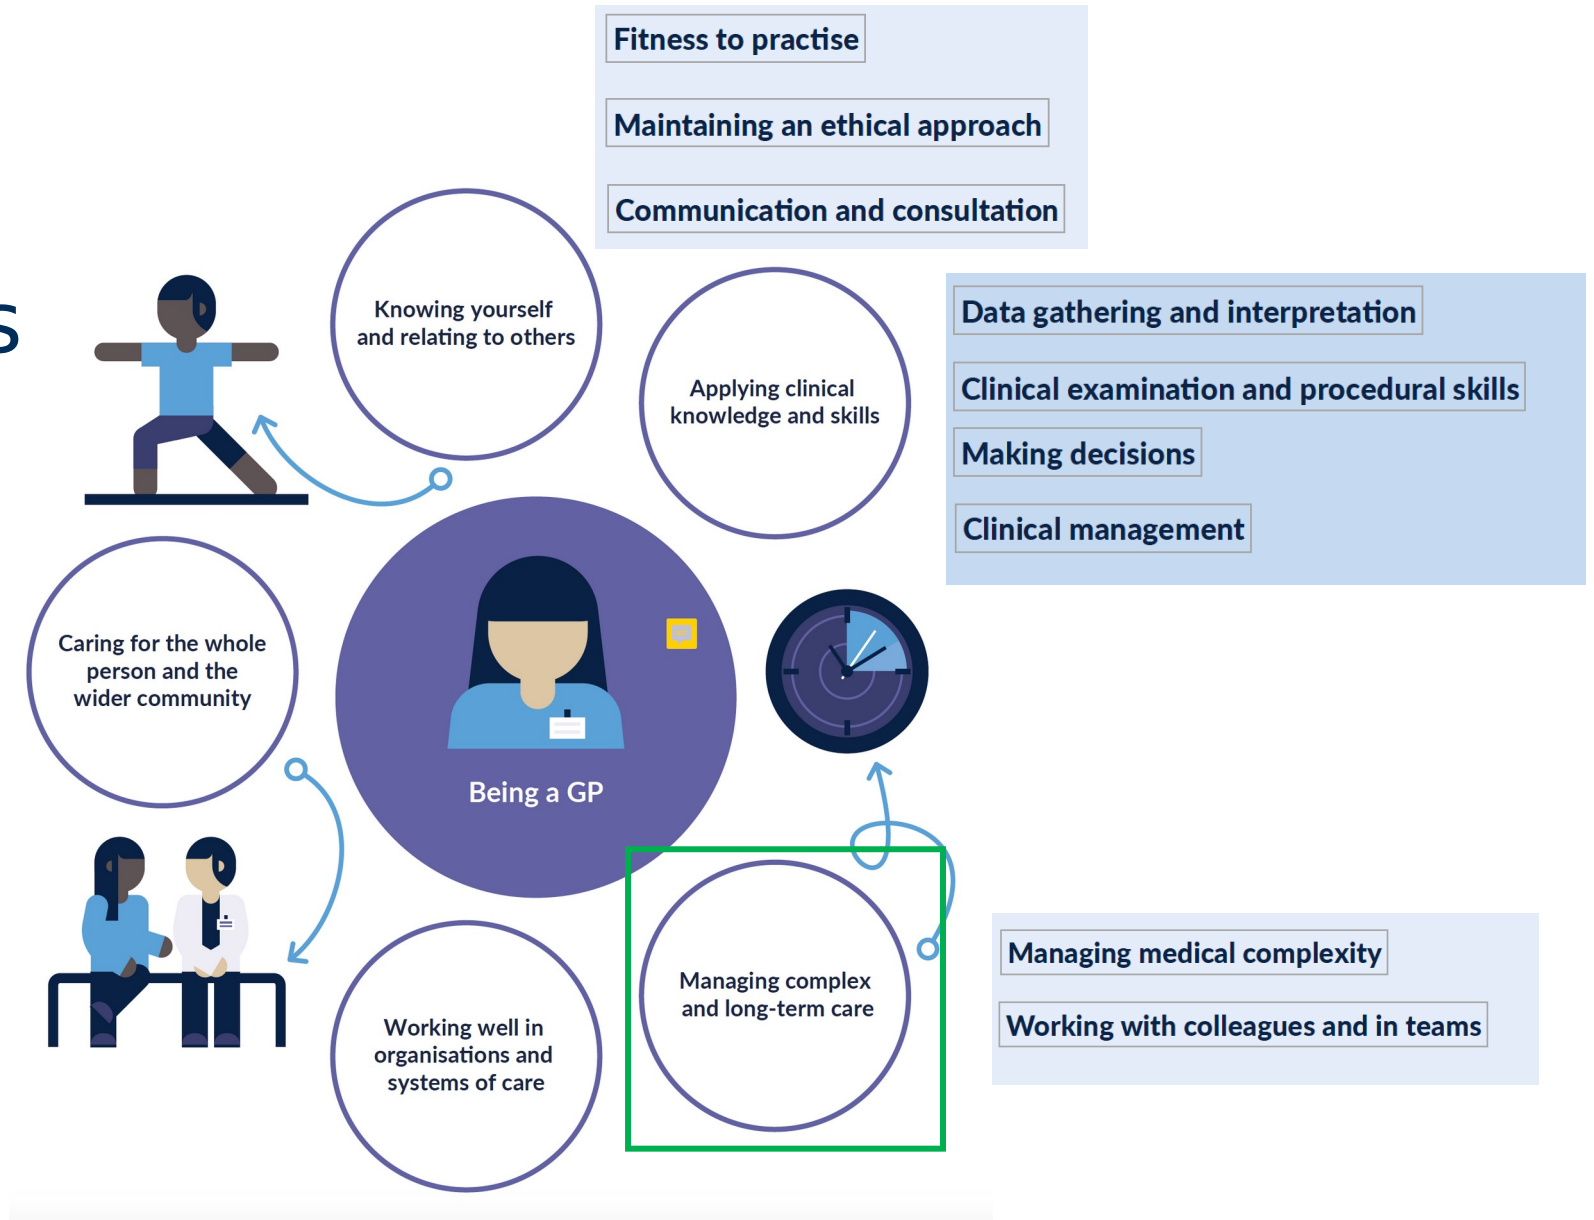 Fitness to practise
Maintaining an ethical approach
Communication and consultation
s
Knowing yourself
and relating to others
Applying clinical
knowledge and skills
Data gathering and interpretation
Clinical examination and procedural skills
Making decisions
Clinical management
Caring for the whole
person and the
wider community
Being a GP
Managing complex
and long-term care
Managing medical complexity
Working with colleagues and in teams
Working well in
organisations and
systems of care